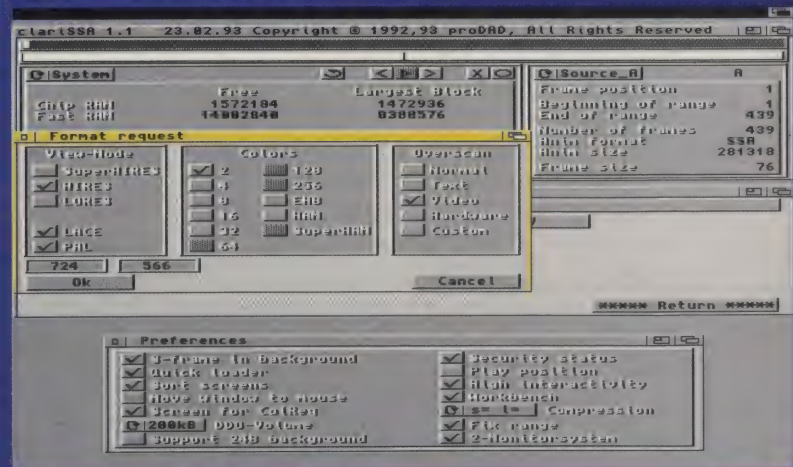 clariSSA 1.1 23.02.93 Copyright © 1992,93 proDAD, All Rights Reserved
System
Free Largest Block
Chip RAM 1572184 1472936
Fast RAM 14002840 8388576
Source_A A
Frame position 1
Beginning of range 1
End of range 439
Number of frames 439
Anim format SSA
Anim size 281318
Frame size 76
Format request
View-Mode
SuperHIRES
HIRES
LORES
LACE
PAL
Colors
2 128
4 256
8 EHB
16 HAM
32 SuperHAM
64
Overscan
Normal
Text
Video
Hardware
Custom
724 566
Ok Cancel
***** Return *****
Preferences
S-frame in background
Quick loader
Sort screens
Move window to mouse
Screen for ColReq
200kB DDU-Volume
Support 24B background
Security status
Play position
High interactivity
Workbench
s= l= Compression
Fix range
2-Monitorsystem